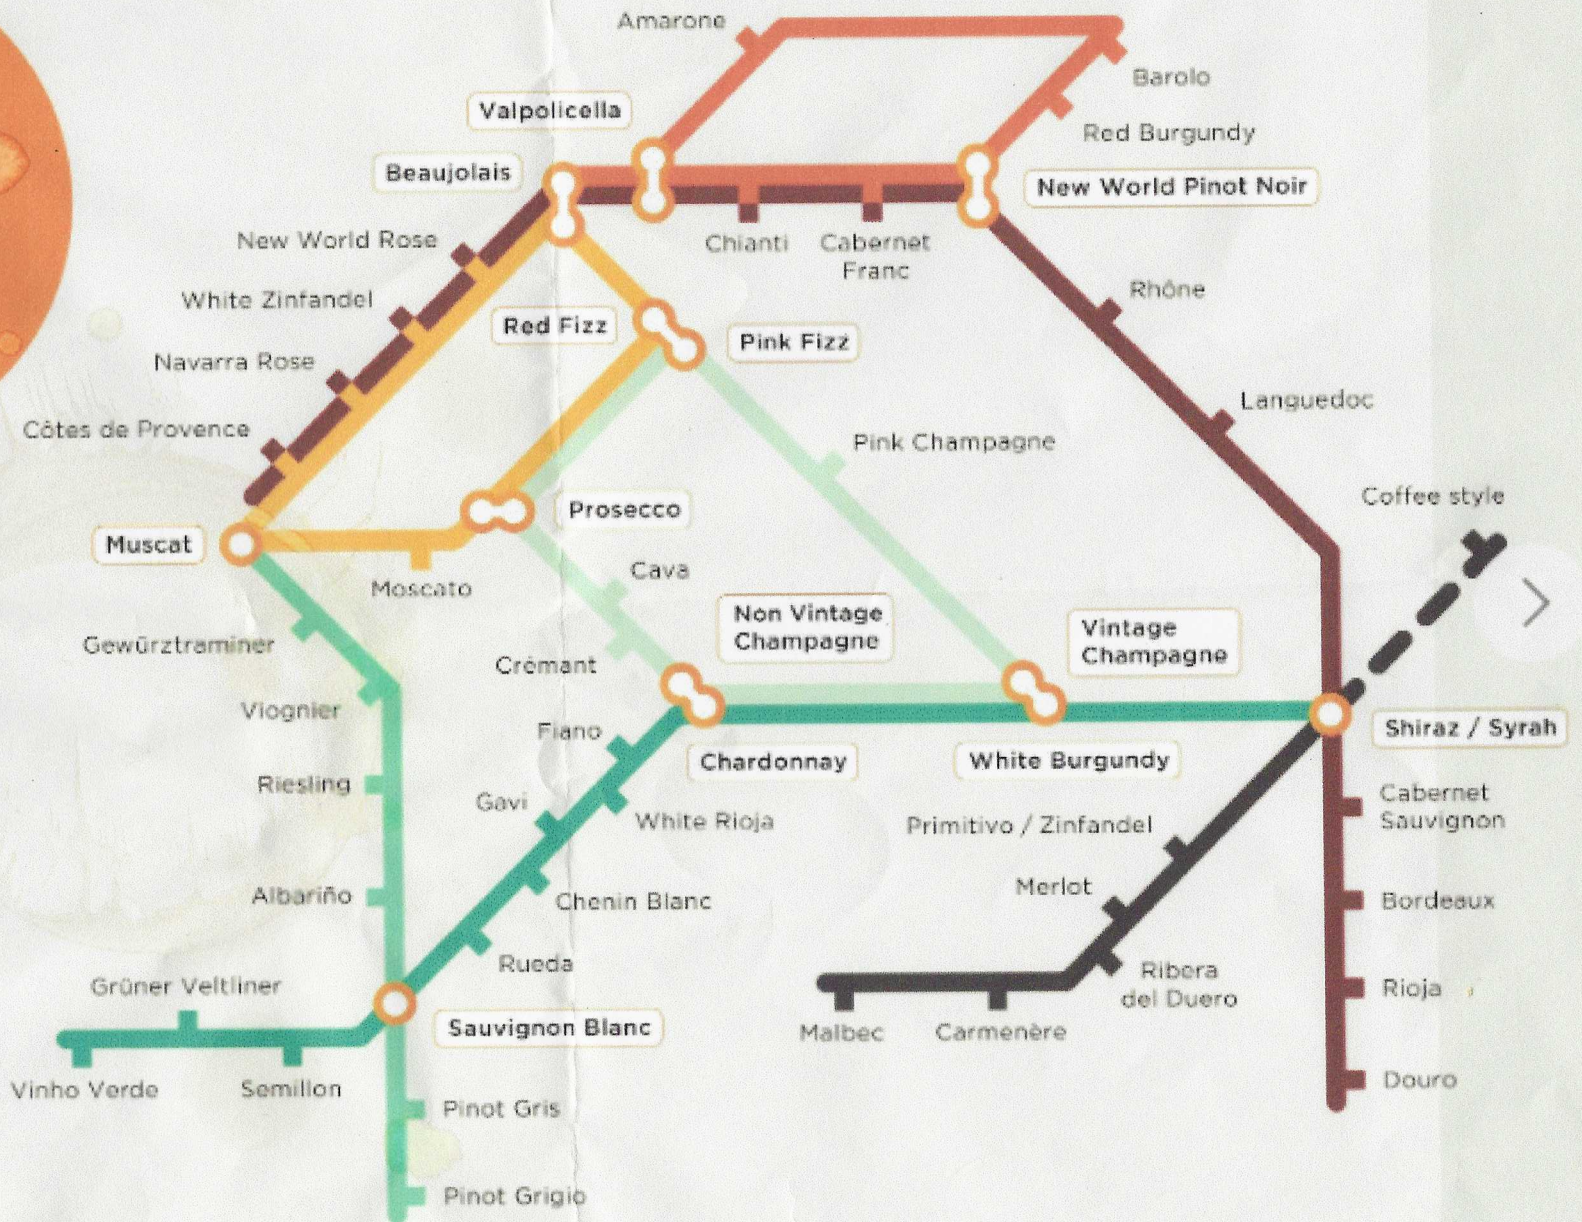 Amarone
Barolo
Valpolicella
Red Burgundy
Beaujolais
New World Pinot Noir
New World Rose
Chianti
Cabernet
Franc
White Zinfandel
Rhône
Red Fizz
Pink Fizz
Navarra Rose
Languedoc
Côtes de Provence
Pink Champagne
Coffee style
Prosecco
Muscat
Moscato
Cava
Non Vintage
Champagne
Vintage
Champagne
Gewürztraminer
Crémant
Viognier
Fiano
Shiraz / Syrah
Chardonnay
White Burgundy
Riesling
Gavi
White Rioja
Primitivo / Zinfandel
Cabernet
Sauvignon
Merlot
Albariño
Chenin Blanc
Bordeaux
Rueda
Ribera
del Duero
Grüner Veltliner
Rioja
Sauvignon Blanc
Malbec
Carmenère
Vinho Verde
Semillon
Douro
Pinot Gris
Pinot Grigio